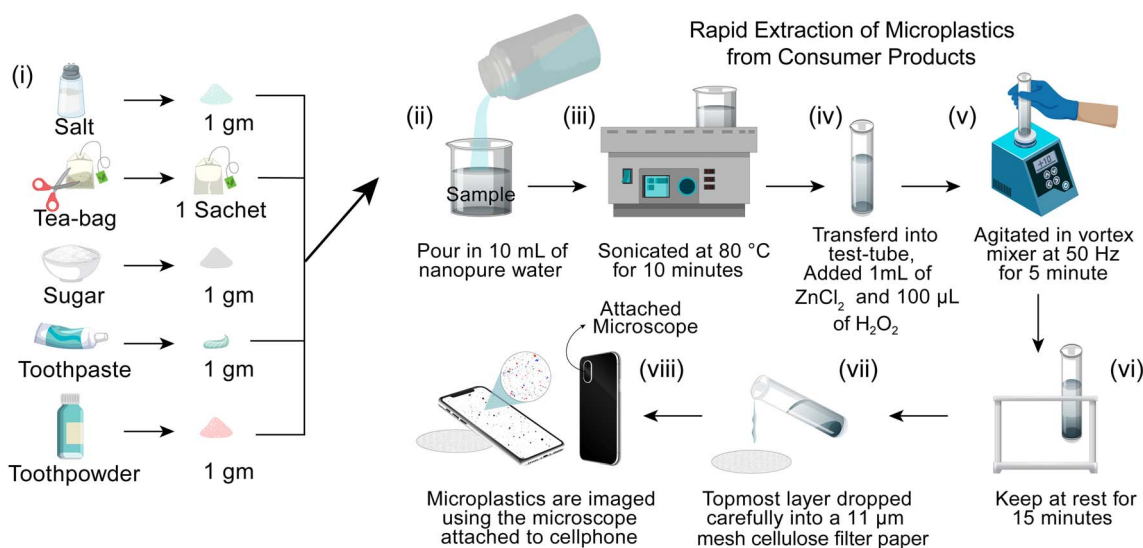 Rapid Extraction of Microplastics
from Consumer Products
(i)
Salt
1 gm
Tea-bag
1 Sachet
Sugar
1 gm
Toothpaste
1 gm
Toothpowder
1 gm
(ii)
Sample
Pour in 10 mL of
nanopure water
(iii)
Sonicated at 80 °C
for 10 minutes
(iv)
Transferd into
test-tube,
Added 1mL of
ZnCl₂ and 100 µL
of H₂O₂
(v)
+10
Agitated in vortex
mixer at 50 Hz
for 5 minute
(vi)
Keep at rest for
15 minutes
(vii)
Topmost layer dropped
carefully into a 11 µm
mesh cellulose filter paper
(viii)
Attached
Microscope
Microplastics are imaged
using the microscope
attached to cellphone